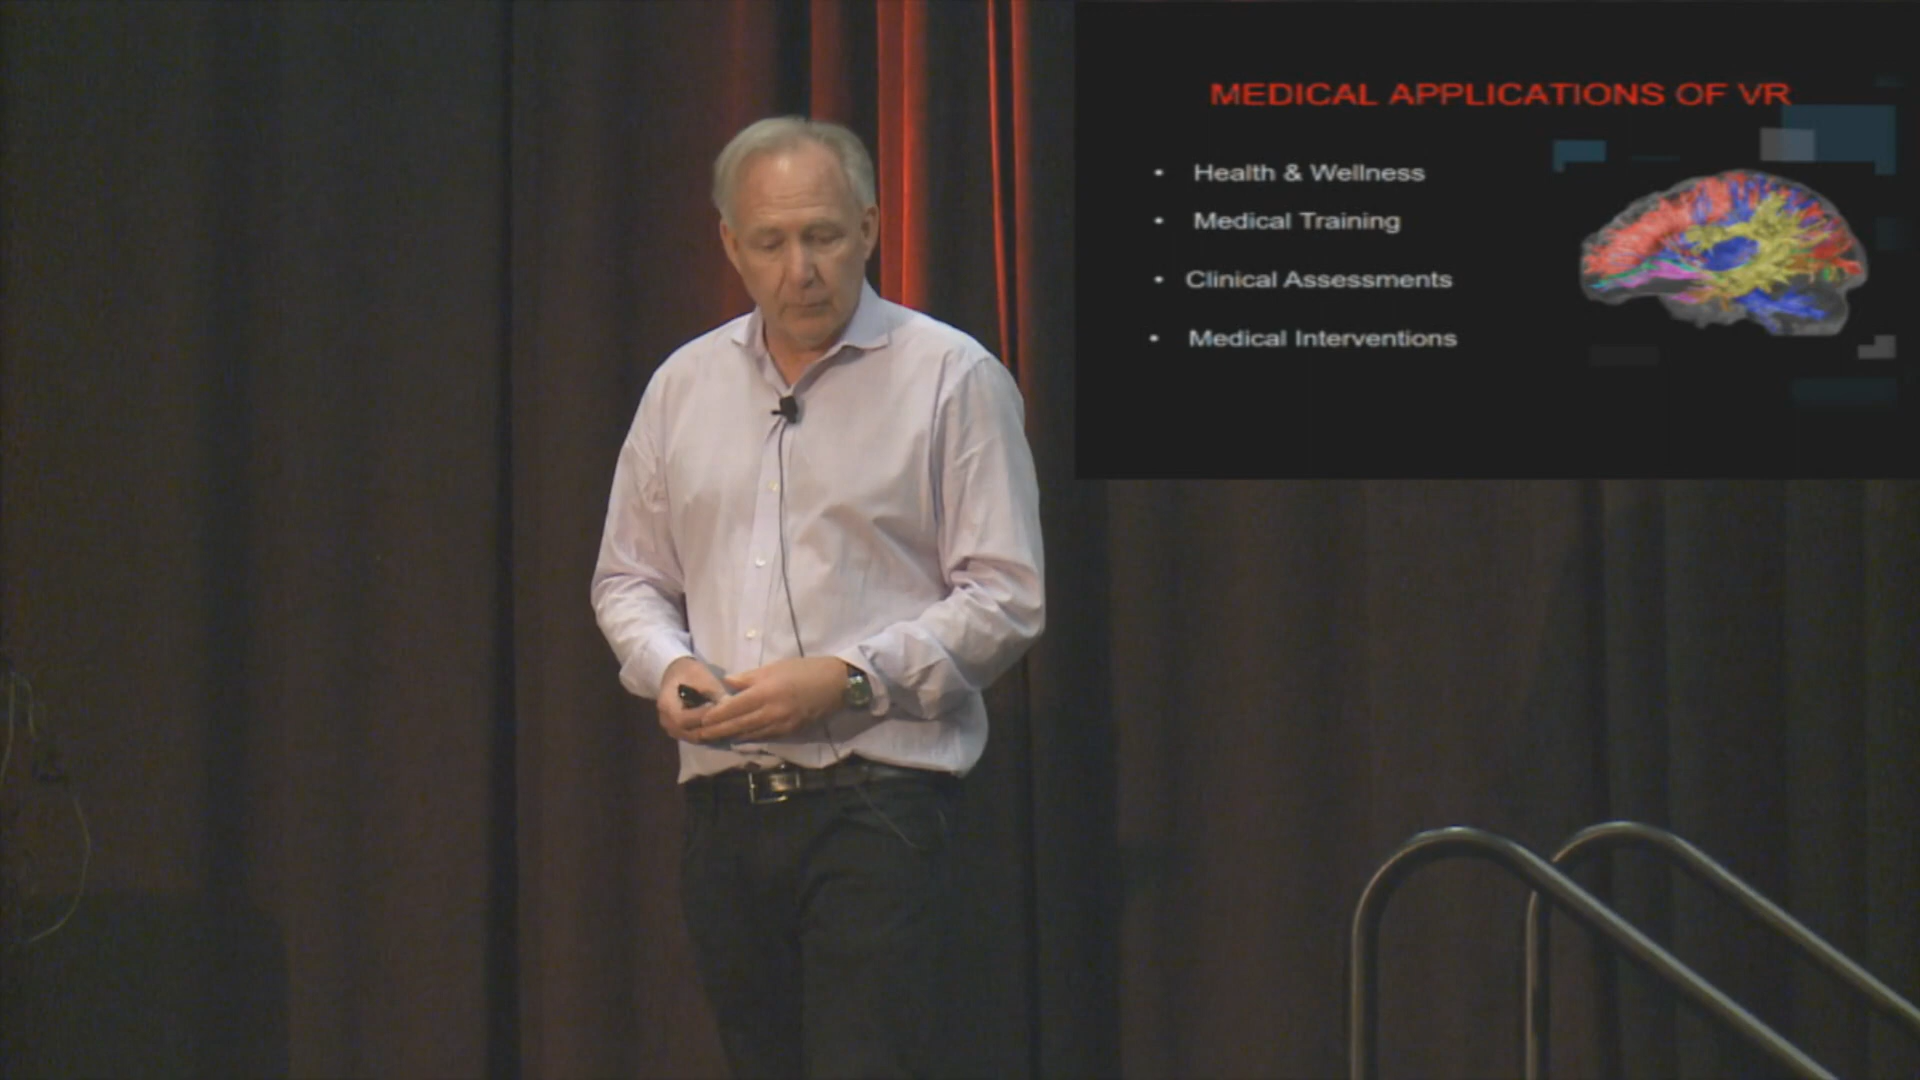 MEDICAL APPLICATIONS OF VR
• Health & Wellness
• Medical Training
• Clinical Assessments
• Medical Interventions